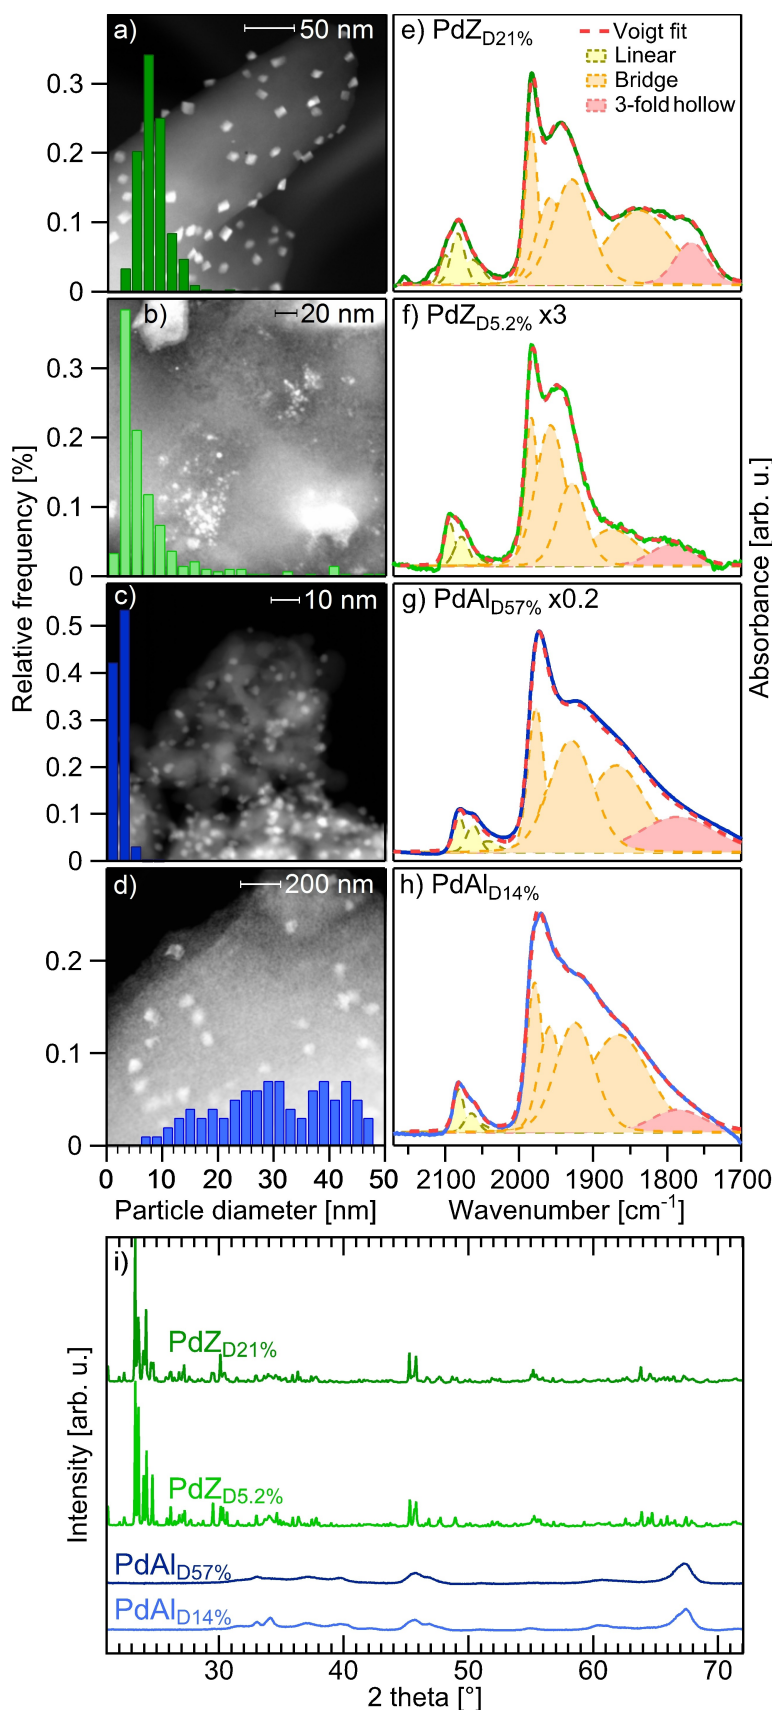 a)
50 nm
e) PdZD21%
Voigt fit
Linear
Bridge
3-fold hollow
0.3
0.2
0.1
0
b)
20 nm
f) PdZD5.2% x3
0.3
0.2
0.1
0
Relative frequency [%]
Absorbance [arb. u.]
c)
10 nm
g) PdAlD57% x0.2
0.5
0.4
0.3
0.2
0.1
0
d)
200 nm
h) PdAlD14%
0.2
0.1
0
0 10 20 30 40 50
2100 2000 1900 1800 1700
Particle diameter [nm]
Wavenumber [cm-1]
i)
PdZD21%
PdZD5.2%
PdAlD57%
PdAlD14%
Intensity [arb. u.]
30 40 50 60 70
2 theta [°]